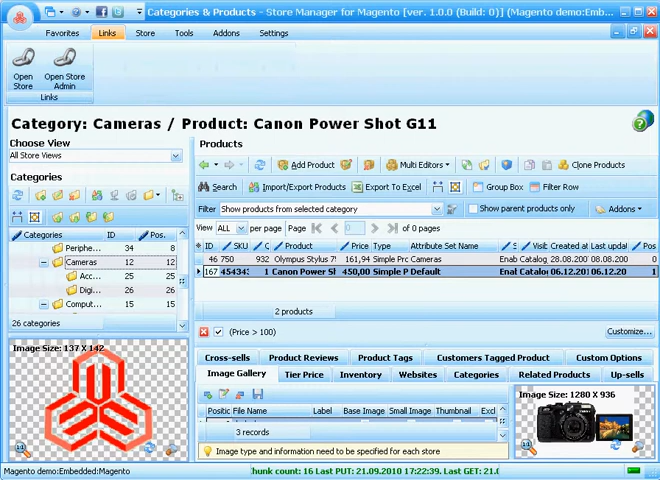 Categories & Products - Store Manager for Magento [ver. 1.0.0 (Build: 0)] (Magento demo:Emb...
Favorites Links Store Tools Addons Settings
Open Store
Open Store Admin
Links
Category: Cameras / Product: Canon Power Shot G11
Choose View
All Store Views
Categories
Categories ID Pos.
Periphe... 34 8
Cameras 12 12
Acc... 25 25
Digi... 26 26
Comput... 15 15
26 categories
Image Size: 137 X 142
1:1
Products
Add Product Multi Editors Clone Products
Search Import/Export Products Export To Excel Group Box Filter Row
Filter Show products from selected category Show parent products only Addons
View ALL per page Page 0 of 0 pages
ID SKU C Product Price Type Attribute Set Name S Visit Created at Last upda Pos
46 750 932 Olympus Stylus 7 161,94 Simple Pro Cameras Enab Catalog 28.08.200 08.08.200 0
167 454343 1 Canon Power Sh 450,00 Simple P Default Enab Catalog 06.12.201 06.12.20 0
2 products
(Price > 100) Customize...
Cross-sells Product Reviews Product Tags Customers Tagged Product Custom Options
Image Gallery Tier Price Inventory Websites Categories Related Products Up-sells
Positic File Name Label Base Image Small Image Thumbnail Excl
3 records
Image type and information need to be specified for each store
Image Size: 1280 X 936
1:1
Magento demo:Embedded:Magento
hunk count: 16 Last PUT: 21.09.2010 17:22:39. Last GET: 21.0